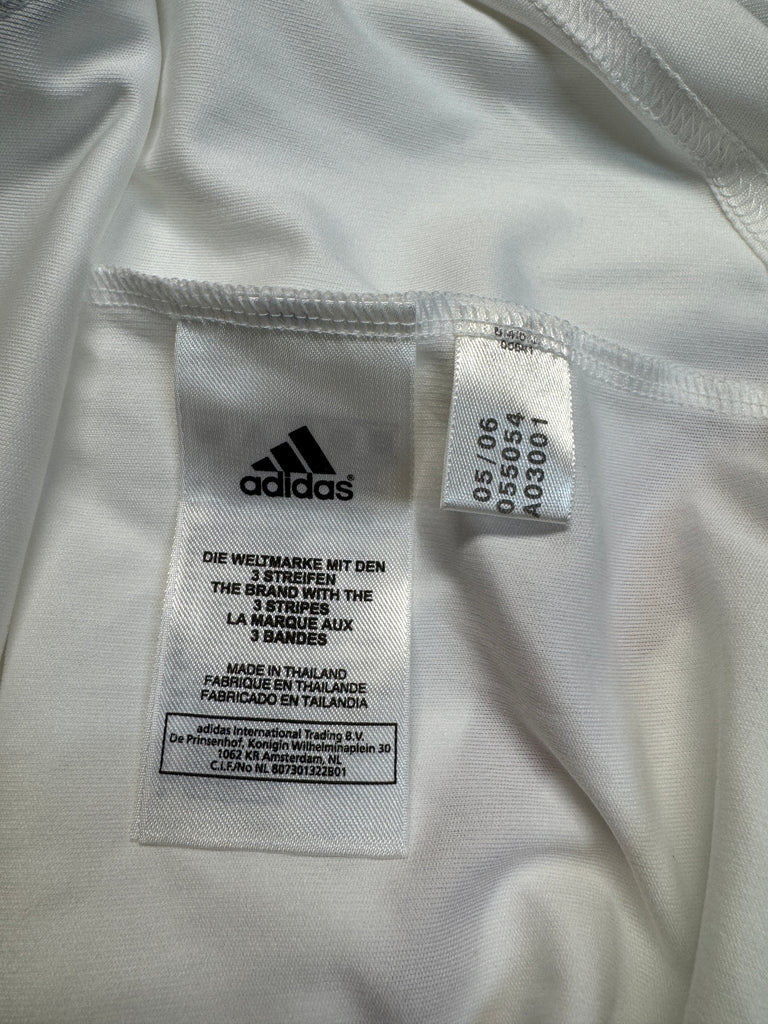 adidas®
DIE WELTMARKE MIT DEN
3 STREIFEN
THE BRAND WITH THE
3 STRIPES
LA MARQUE AUX
3 BANDES
MADE IN THAILAND
FABRIQUE EN THAILANDE
FABRICADO EN TAILANDIA
adidas International Trading B.V.
De Prinsenhof, Konigin Wilhelminaplein 30
1062 KR Amsterdam, NL
C.I.F/No NL 807301322B01
05/06
055054
A03001